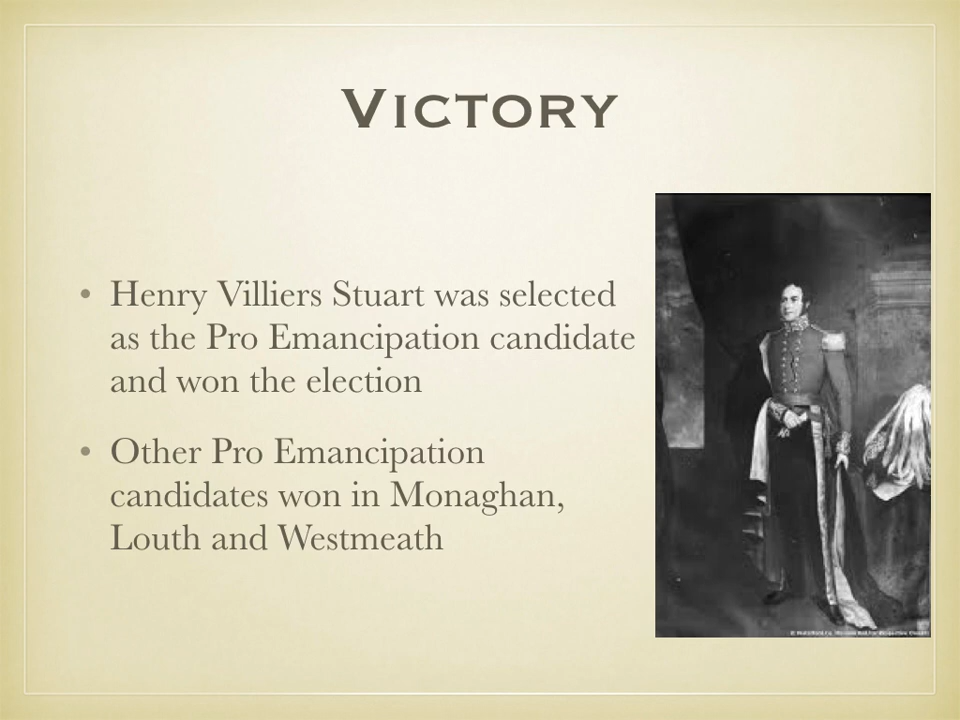 Victory
• Henry Villiers Stuart was selected
as the Pro Emancipation candidate
and won the election
• Other Pro Emancipation
candidates won in Monaghan,
Louth and Westmeath